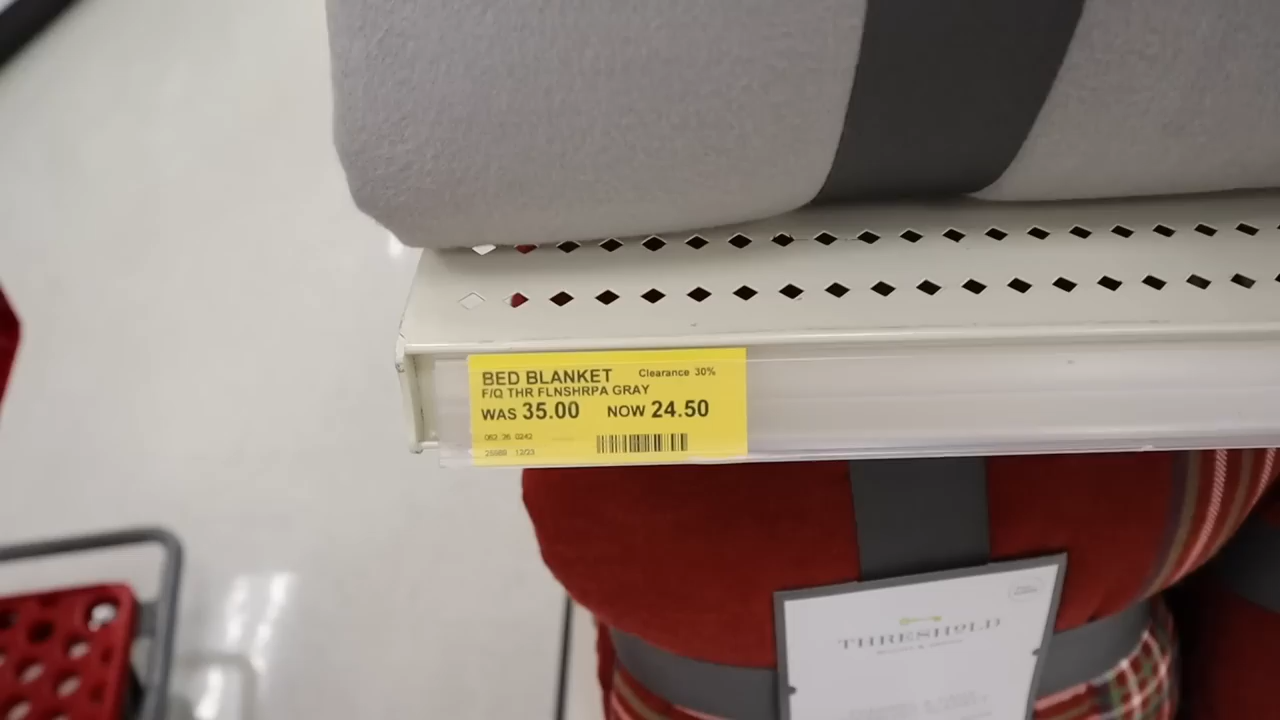 BED BLANKET Clearance 30%
F/Q THR FLNSHRPA GRAY
WAS 35.00 NOW 24.50
062 36 0242
12/23
THRESHOLD